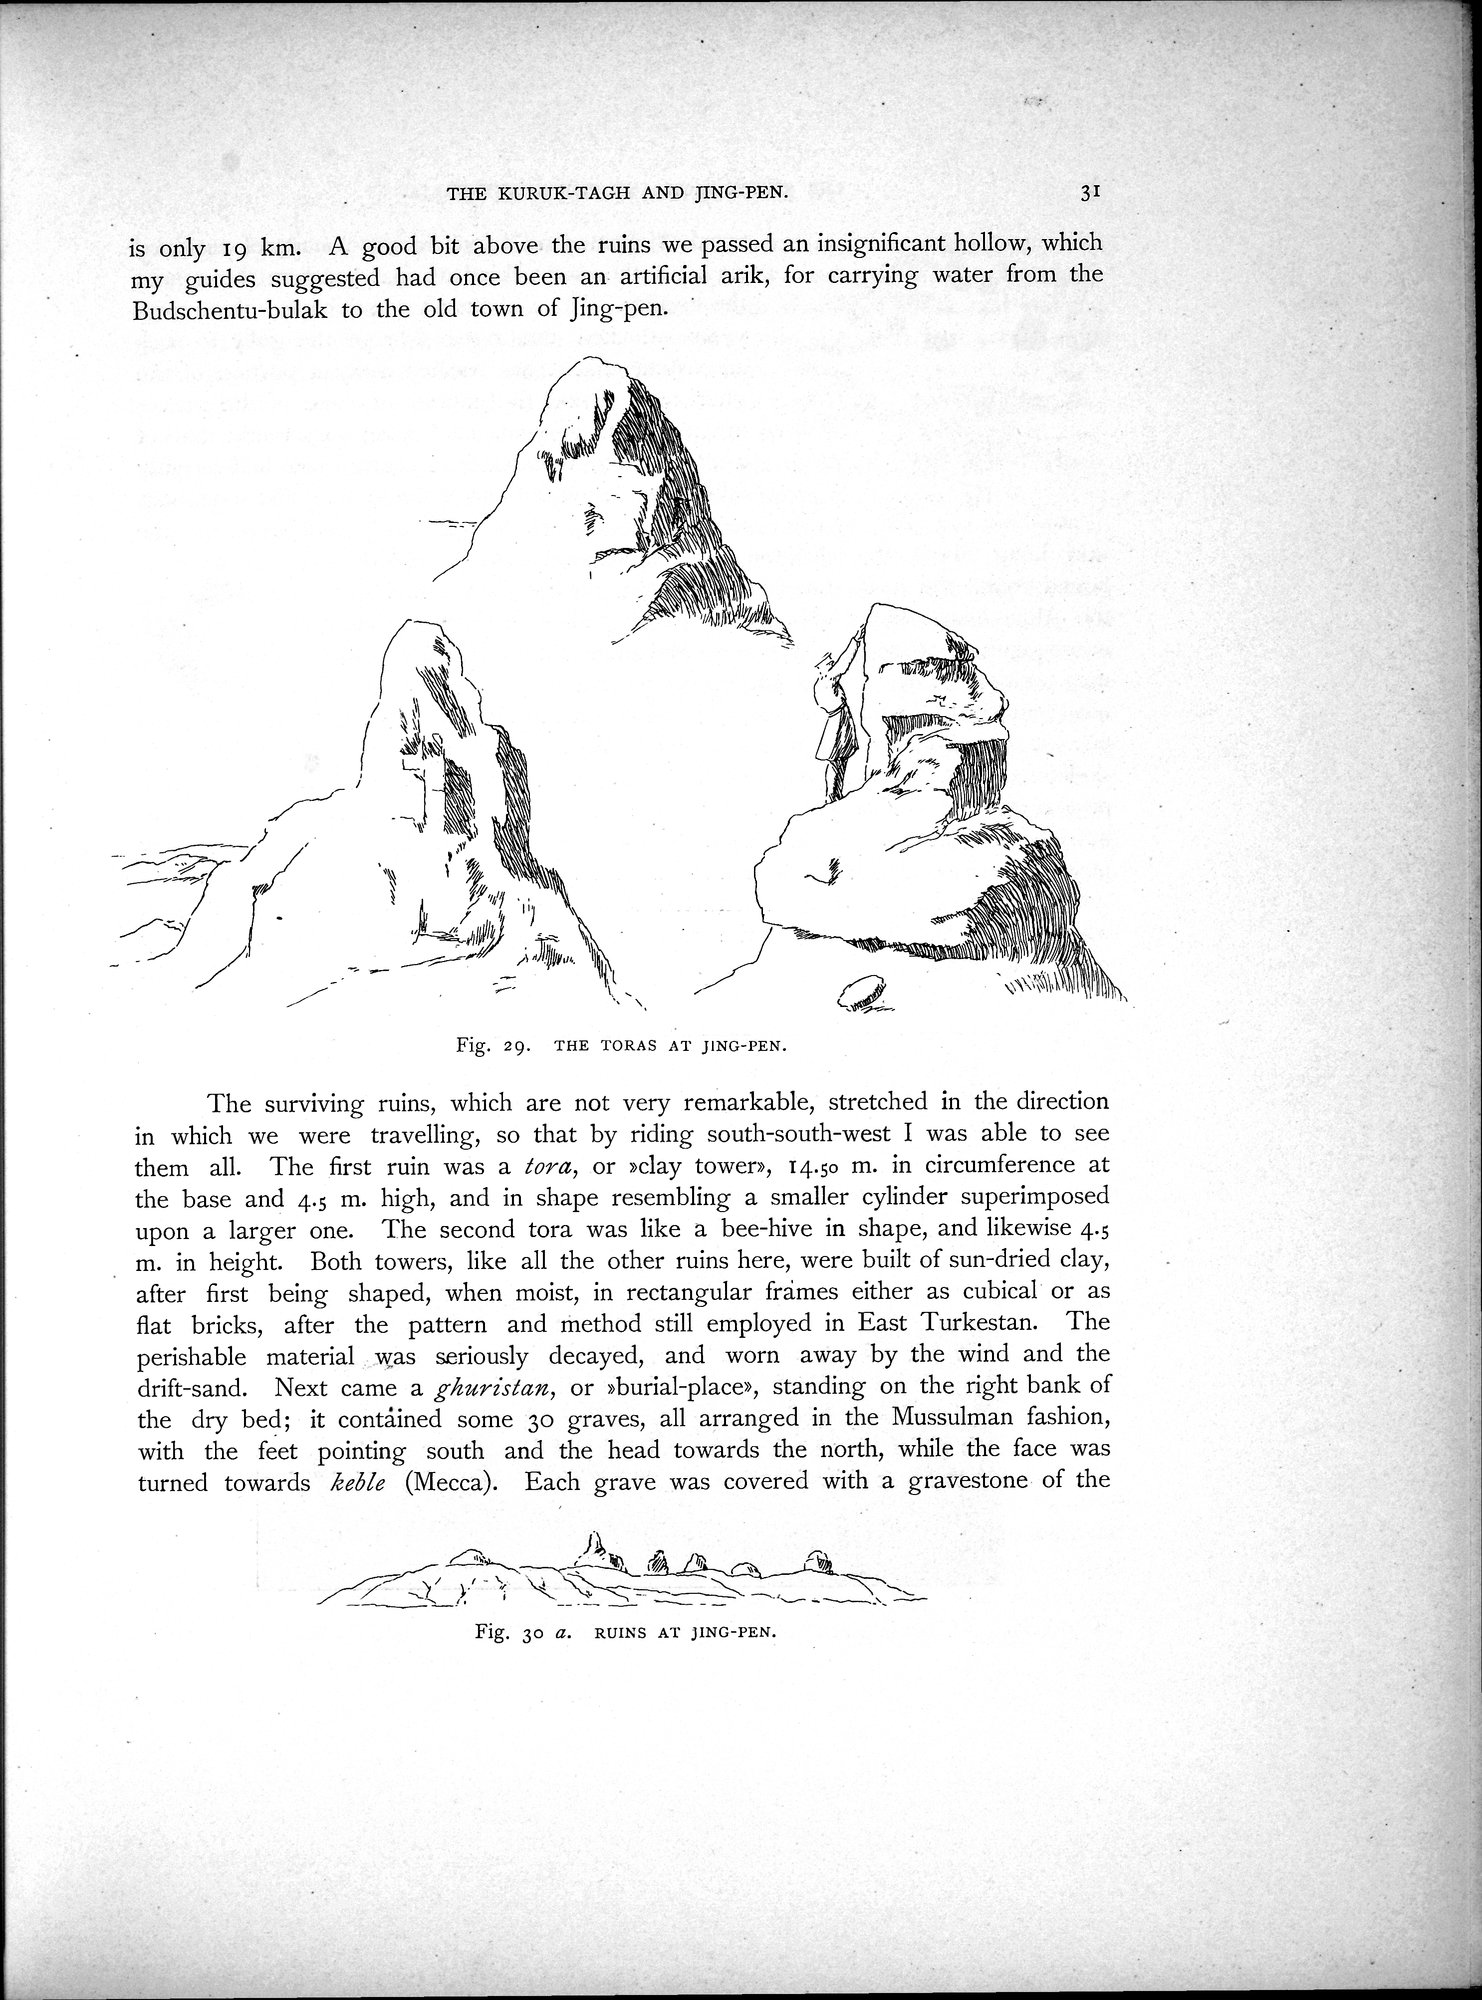 THE KURUK-TAGH AND JING-PEN. 31
is only 19 km. A good bit above the ruins we passed an insignificant hollow, which
my guides suggested had once been an artificial arik, for carrying water from the
Budschentu-bulak to the old town of Jing-pen.
Fig. 29. THE TORAS AT JING-PEN.
The surviving ruins, which are not very remarkable, stretched in the direction
in which we were travelling, so that by riding south-south-west I was able to see
them all. The first ruin was a tora, or »clay tower», 14.50 m. in circumference at
the base and 4.5 m. high, and in shape resembling a smaller cylinder superimposed
upon a larger one. The second tora was like a bee-hive in shape, and likewise 4.5
m. in height. Both towers, like all the other ruins here, were built of sun-dried clay,
after first being shaped, when moist, in rectangular frames either as cubical or as
flat bricks, after the pattern and method still employed in East Turkestan. The
perishable material was seriously decayed, and worn away by the wind and the
drift-sand. Next came a ghuristan, or »burial-place», standing on the right bank of
the dry bed; it contained some 30 graves, all arranged in the Mussulman fashion,
with the feet pointing south and the head towards the north, while the face was
turned towards keble (Mecca). Each grave was covered with a gravestone of the
Fig. 30 a. RUINS AT JING-PEN.